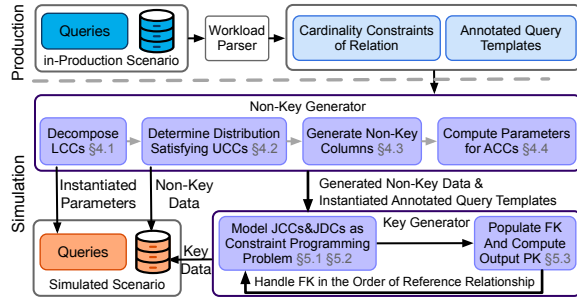 Production
Queries
in-Production Scenario
Workload
Parser
Cardinality Constraints
of Relation
Annotated Query
Templates
Simulation
Non-Key Generator
Decompose
LCCs §4.1
Determine Distribution
Satisfying UCCs §4.2
Generate Non-Key
Columns §4.3
Compute Parameters
for ACCs §4.4
Instantiated
Parameters
Non-Key
Data
Generated Non-Key Data &
Instantiated Annotated Query Templates
Queries
Simulated Scenario
Key
Data
Model JCCs&JDCs as
Constraint Programming
Problem §5.1 §5.2
Key Generator
Populate FK
And Compute
Output PK §5.3
Handle FK in the Order of Reference Relationship